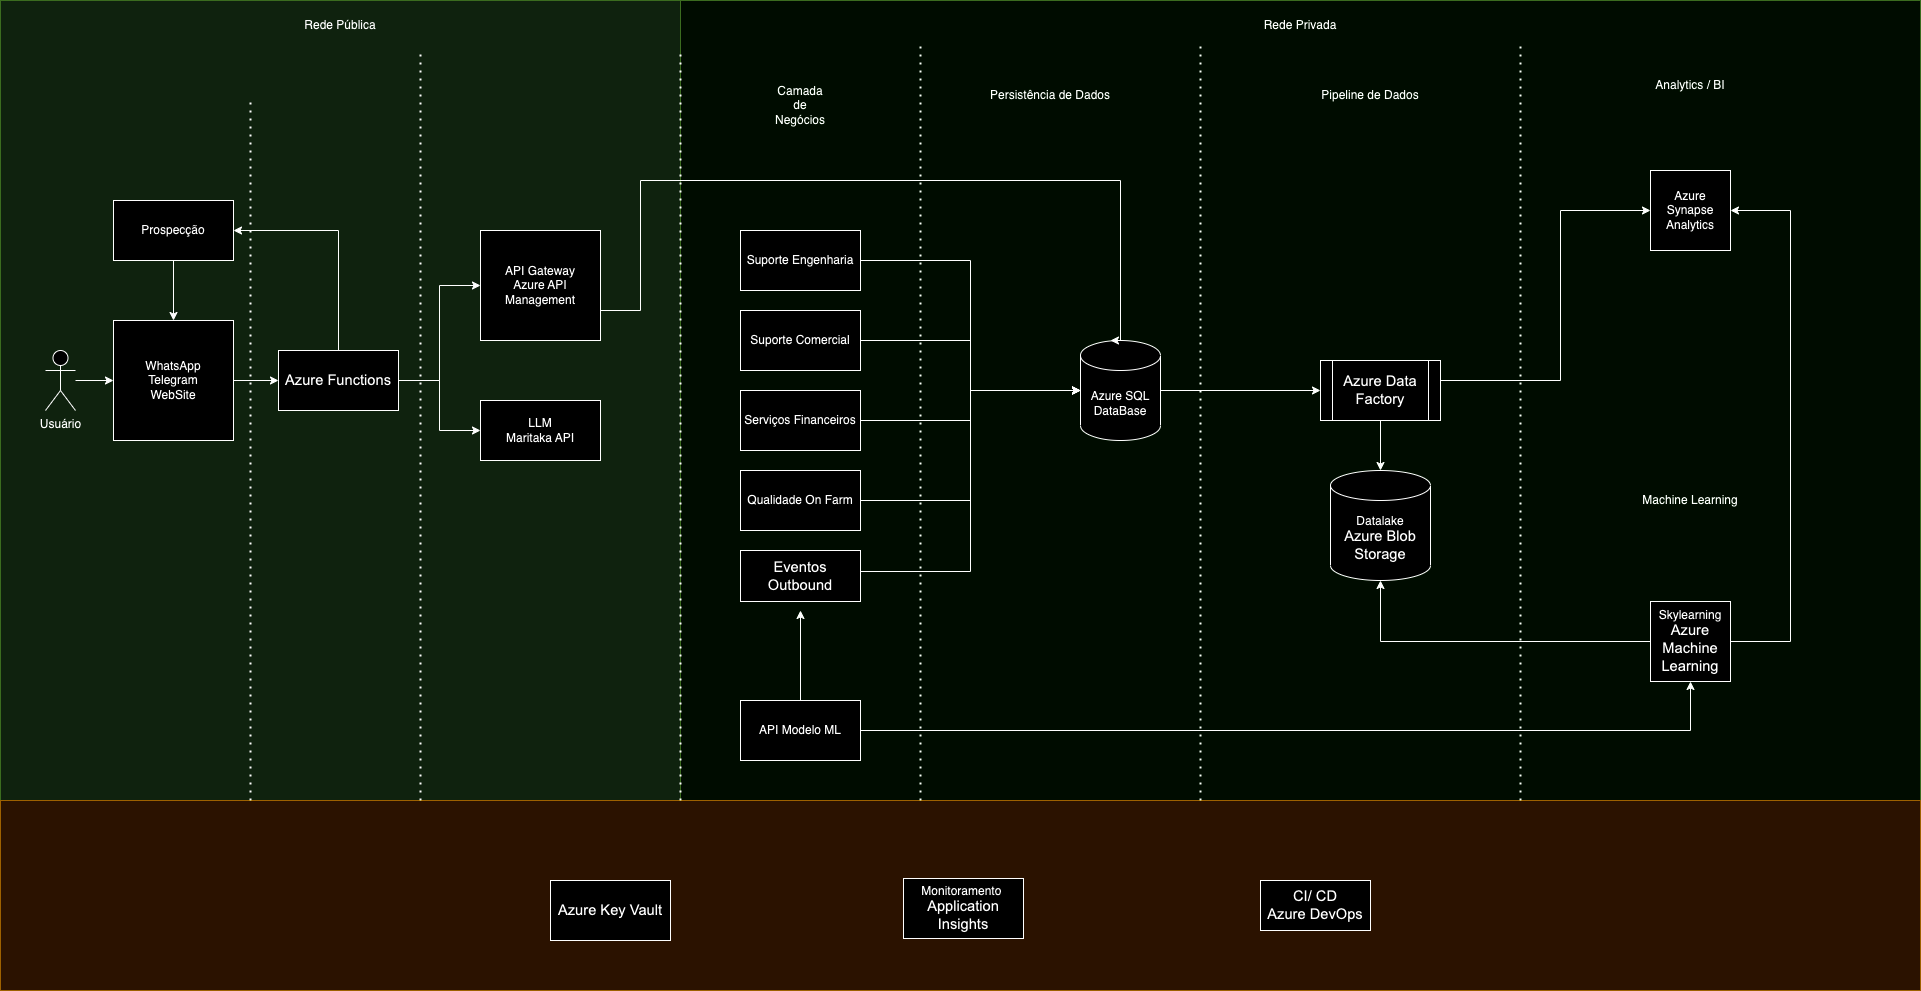 Rede Pública
Rede Privada
Camada
de
Negócios
Persistência de Dados
Pipeline de Dados
Analytics / BI
Prospecção
WhatsApp
Telegram
WebSite
Usuário
Azure Functions
API Gateway
Azure API
Management
LLM
Maritaka API
Suporte Engenharia
Suporte Comercial
Serviços Financeiros
Qualidade On Farm
Eventos
Outbound
API Modelo ML
Azure SQL
DataBase
Azure Data
Factory
Datalake
Azure Blob
Storage
Azure
Synapse
Analytics
Machine Learning
Skylearning
Azure
Machine
Learning
Azure Key Vault
Monitoramento
Application
Insights
CI/ CD
Azure DevOps